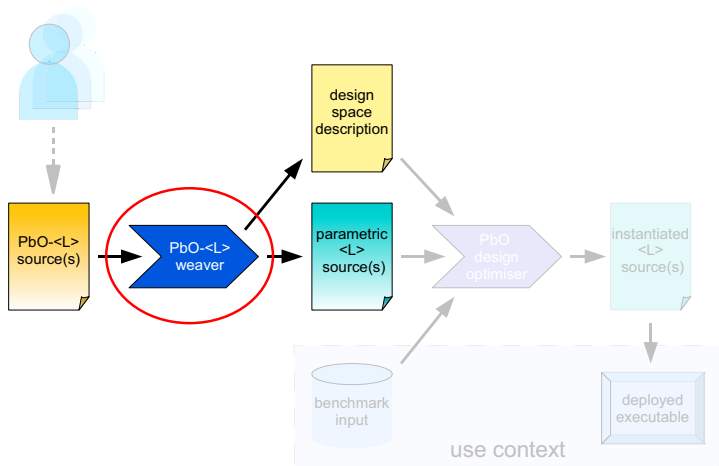 design
space
description
PbO-<L>
source(s)
PbO-<L>
weaver
parametric
<L>
source(s)
PbO
design
optimiser
instantiated
<L>
source(s)
benchmark
input
deployed
executable
use context